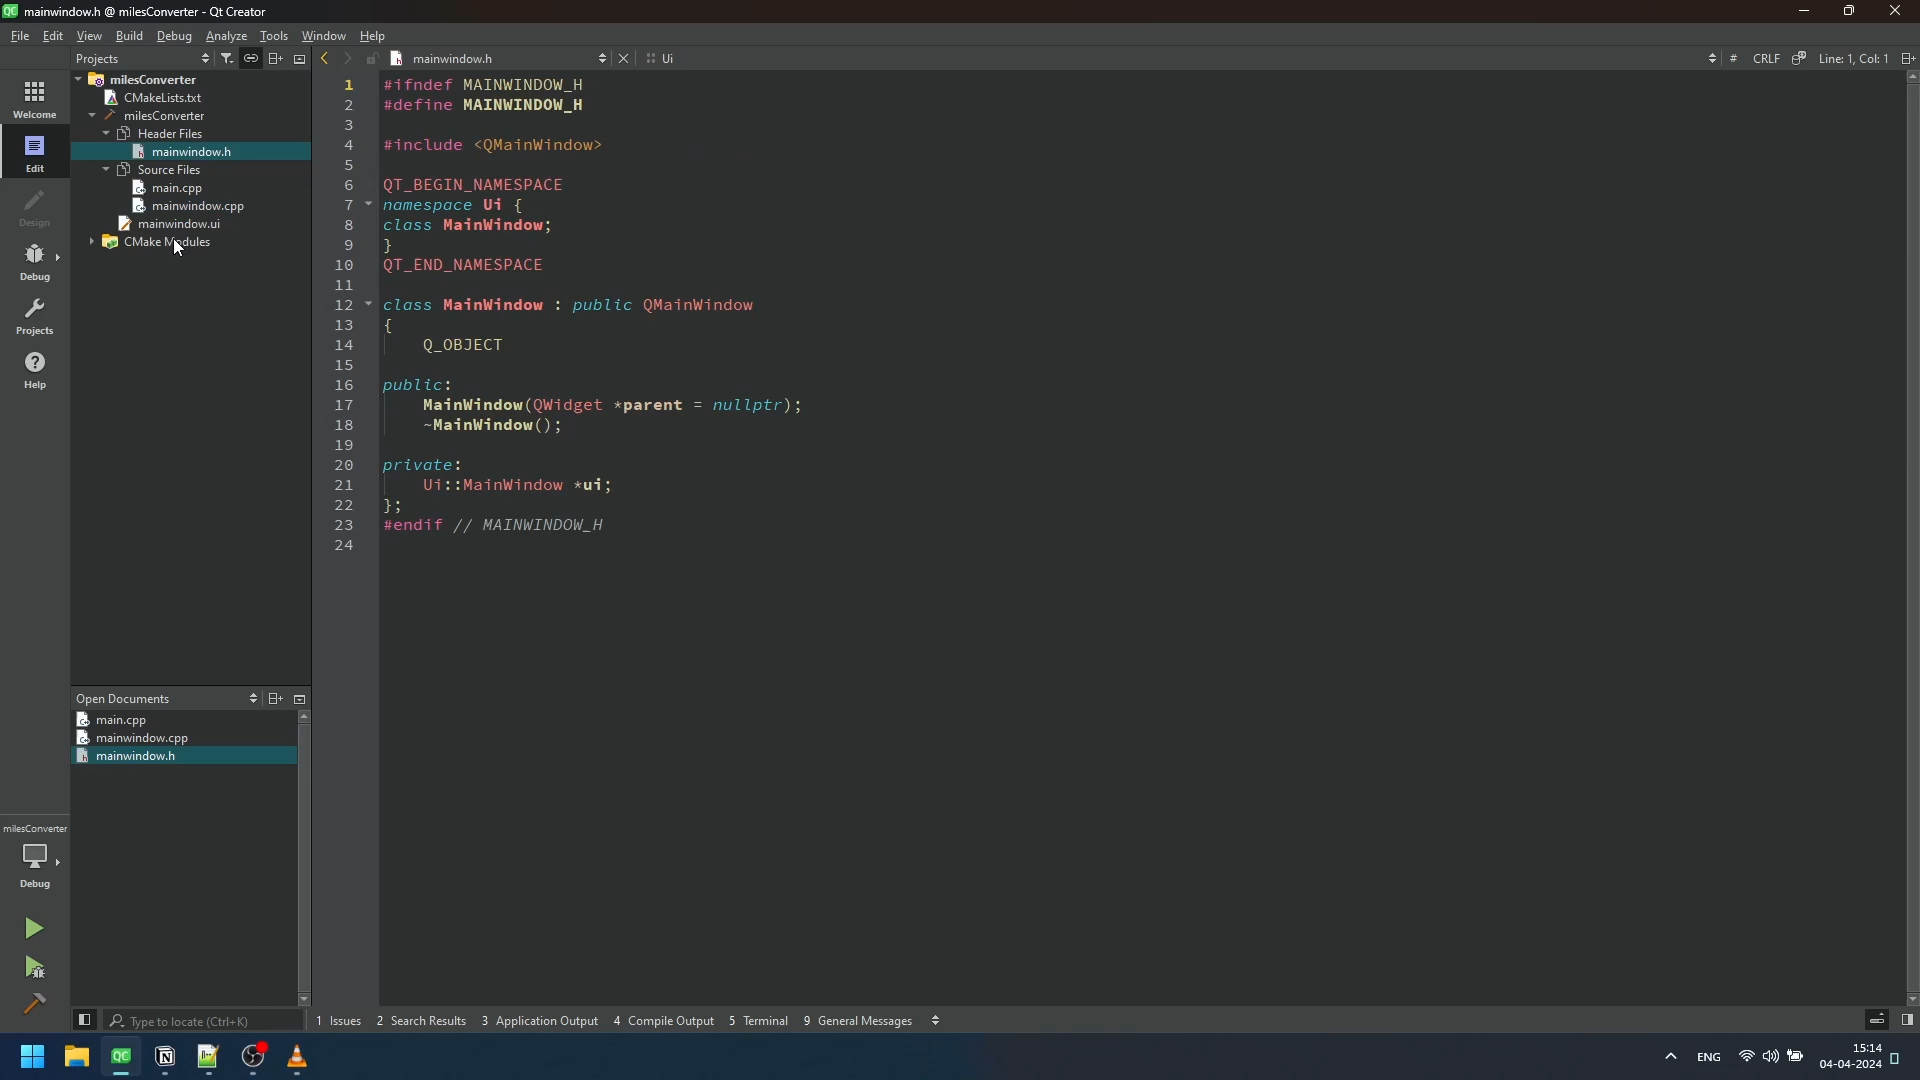 mainwindow.h @ milesConverter - Qt Creator
File Edit View Build Debug Analyze Tools Window Help
Projects
mainwindow.h
Ui
# CRLF Line: 1, Col: 1
Welcome
Edit
Design
Debug
Projects
Help
milesConverter
CMakeLists.txt
milesConverter
Header Files
mainwindow.h
Source Files
main.cpp
mainwindow.cpp
mainwindow.ui
CMake Modules
1 #ifndef MAINWINDOW_H
2 #define MAINWINDOW_H
3
4 #include <QMainWindow>
5
6 QT_BEGIN_NAMESPACE
7 namespace Ui {
8 class MainWindow;
9 }
10 QT_END_NAMESPACE
11
12 class MainWindow : public QMainWindow
13 {
14 Q_OBJECT
15
16 public:
17 MainWindow(QWidget *parent = nullptr);
18 ~MainWindow();
19
20 private:
21 Ui::MainWindow *ui;
22 };
23 #endif // MAINWINDOW_H
24
Open Documents
main.cpp
mainwindow.cpp
mainwindow.h
milesConverter
Debug
Type to locate (Ctrl+K)
1 Issues 2 Search Results 3 Application Output 4 Compile Output 5 Terminal 9 General Messages
QC
ENG
15:14
04-04-2024